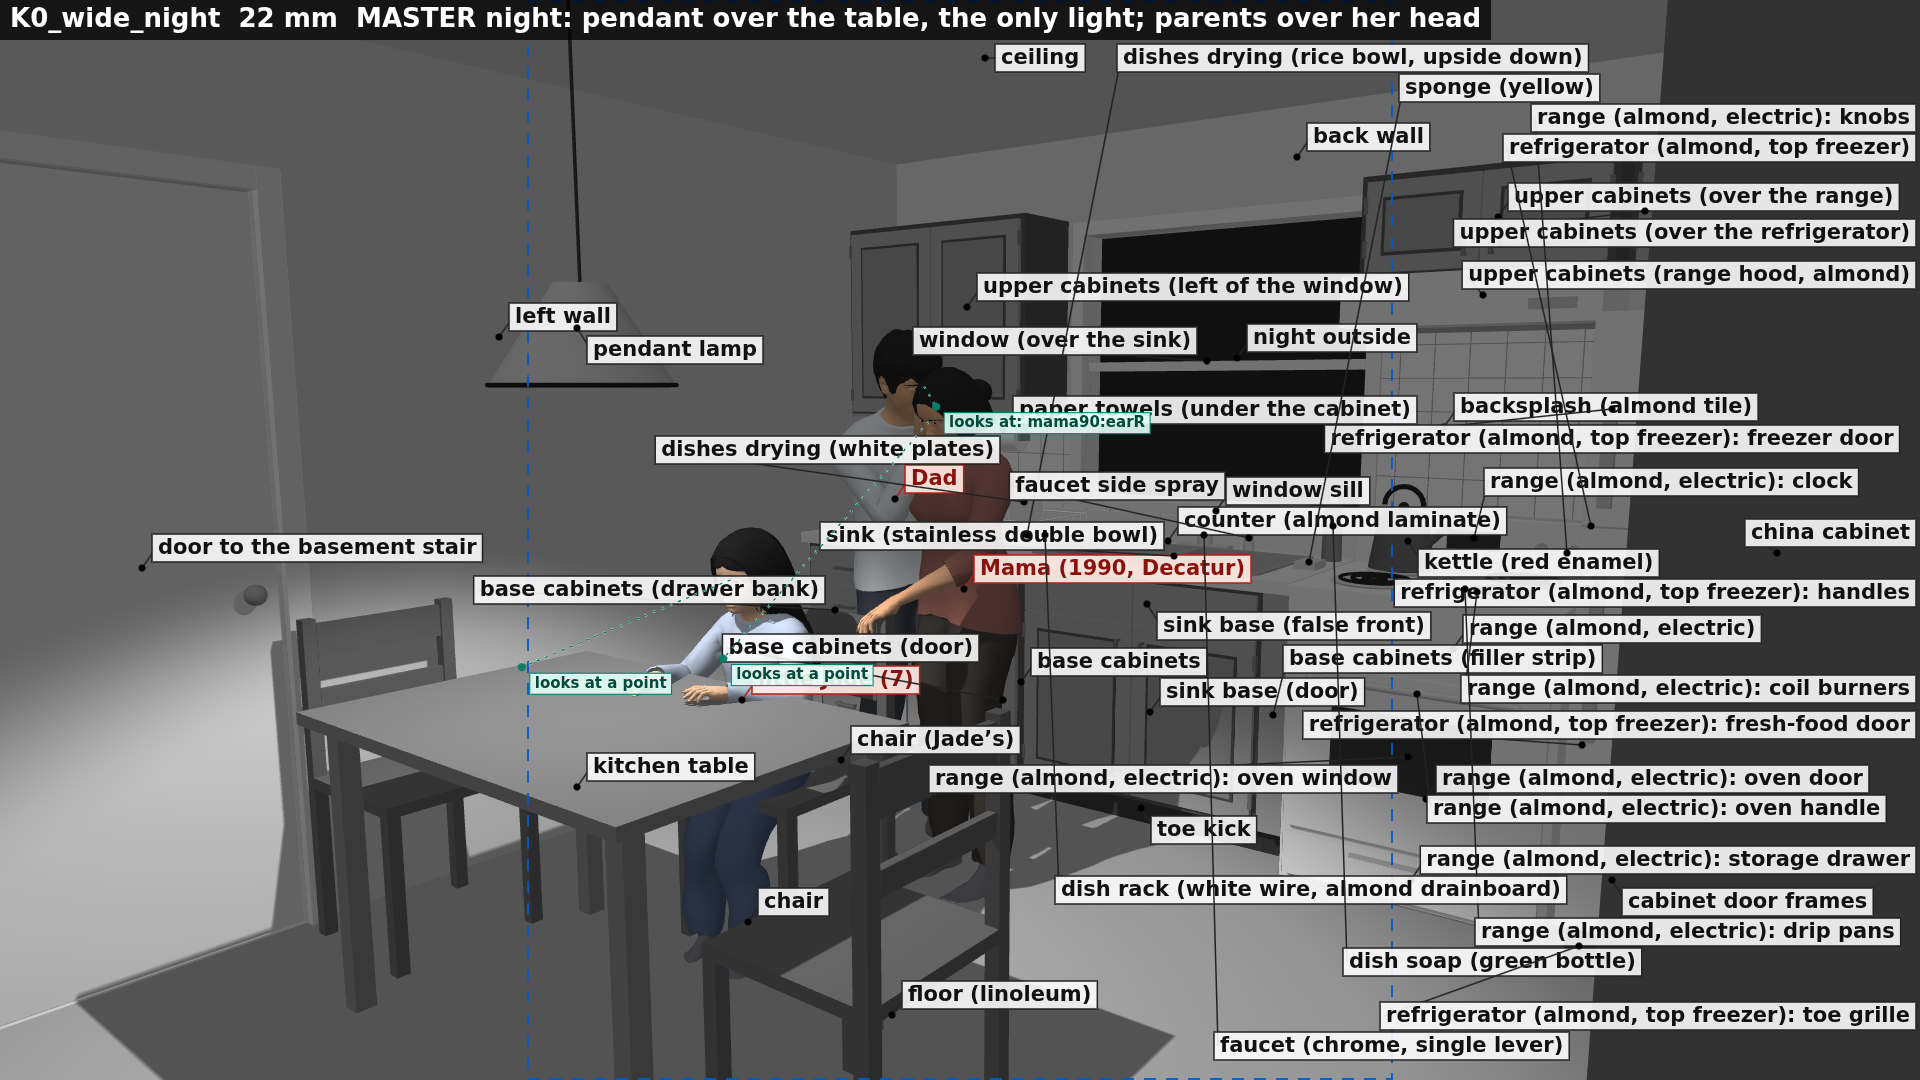 K0_wide_night 22 mm MASTER night: pendant over the table, the only light; parents over her head
ceiling
dishes drying (rice bowl, upside down)
sponge (yellow)
range (almond, electric): knobs
back wall
refrigerator (almond, top freezer)
upper cabinets (over the range)
upper cabinets (over the refrigerator)
upper cabinets (range hood, almond)
upper cabinets (left of the window)
left wall
pendant lamp
window (over the sink)
night outside
paper towels (under the cabinet)
backsplash (almond tile)
looks at: mama90:earR
refrigerator (almond, top freezer): freezer door
dishes drying (white plates)
Dad
faucet side spray
window sill
range (almond, electric): clock
counter (almond laminate)
china cabinet
sink (stainless double bowl)
door to the basement stair
kettle (red enamel)
Mama (1990, Decatur)
base cabinets (drawer bank)
refrigerator (almond, top freezer): handles
sink base (false front)
range (almond, electric)
base cabinets (door)
base cabinets
base cabinets (filler strip)
looks at a point
looks at a point
(7)
sink base (door)
range (almond, electric): coil burners
refrigerator (almond, top freezer): fresh-food door
chair (Jade’s)
kitchen table
range (almond, electric): oven window
range (almond, electric): oven door
range (almond, electric): oven handle
toe kick
range (almond, electric): storage drawer
dish rack (white wire, almond drainboard)
chair
cabinet door frames
range (almond, electric): drip pans
dish soap (green bottle)
floor (linoleum)
refrigerator (almond, top freezer): toe grille
faucet (chrome, single lever)